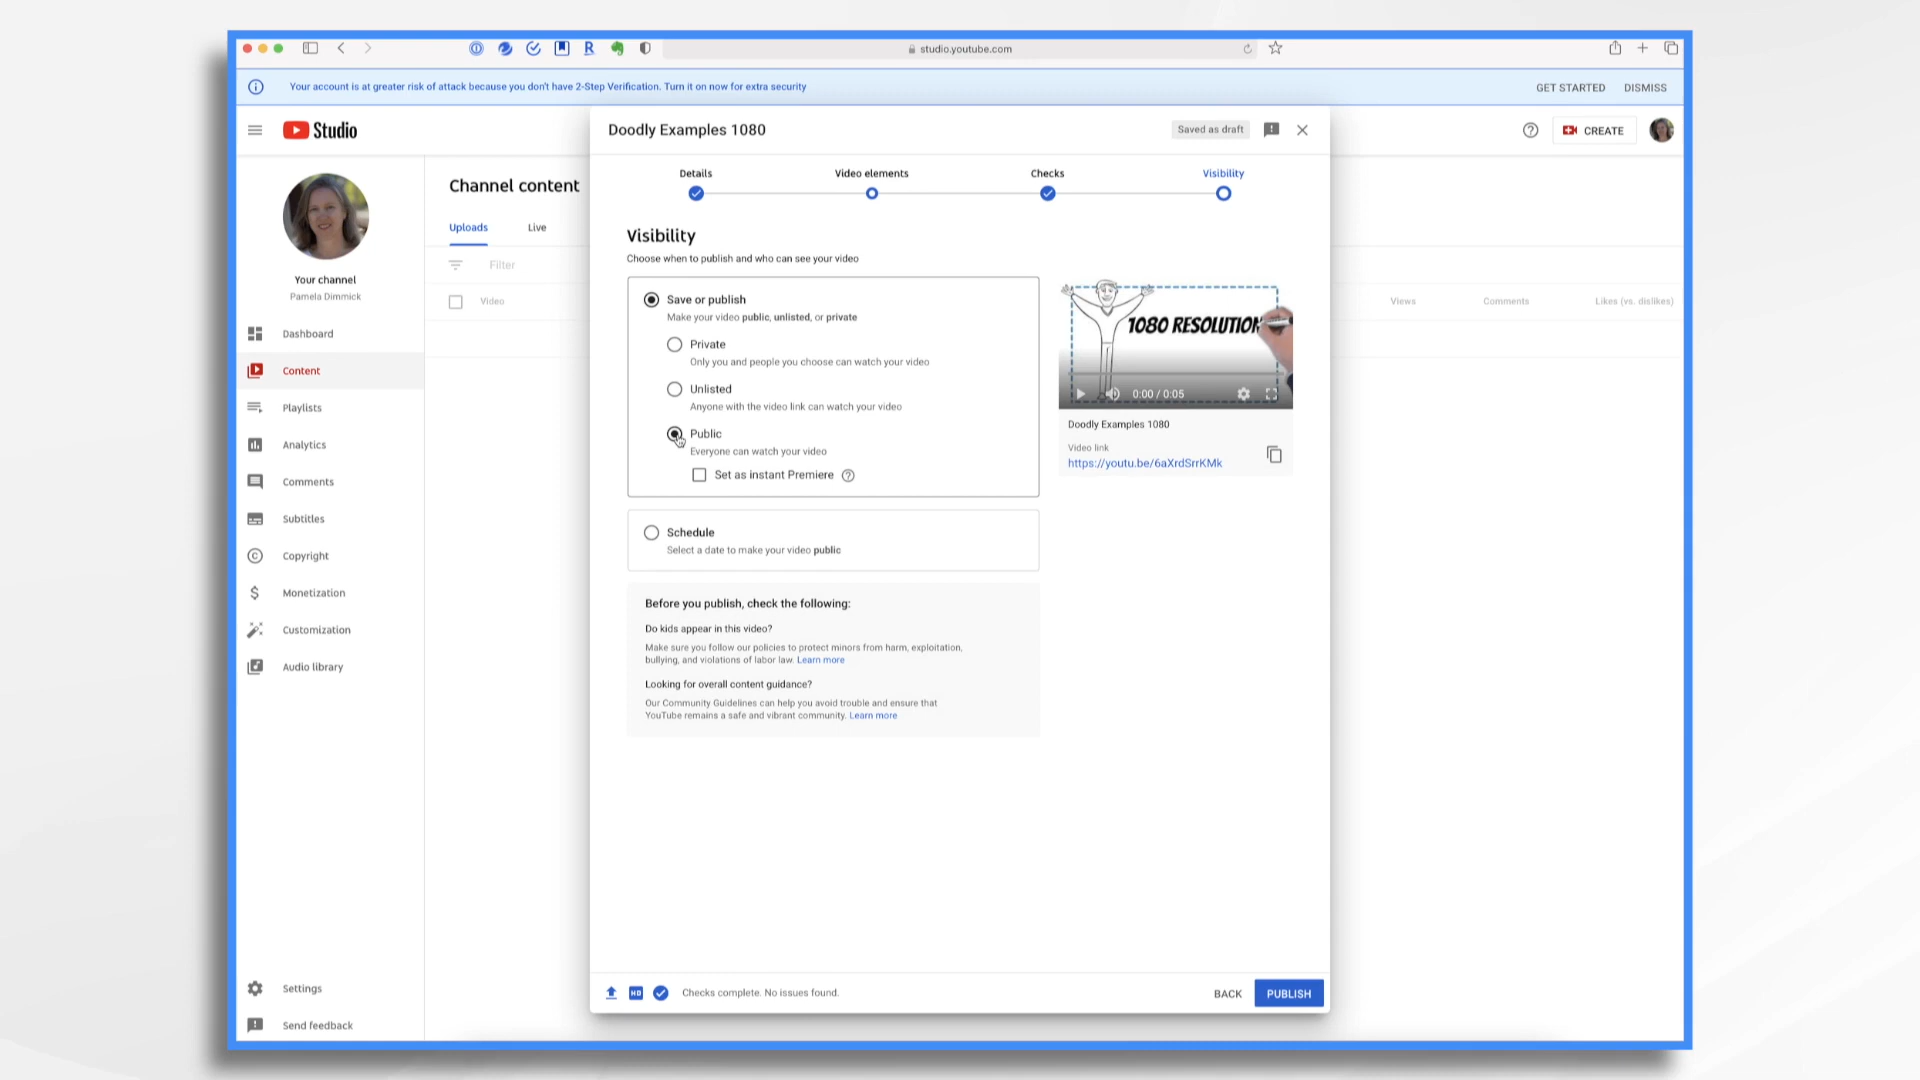 studio.youtube.com
Your account is at greater risk of attack because you don't have 2-Step Verification. Turn it on now for extra security
GET STARTED
DISMISS
Studio
CREATE
Your channel
Pamela Dimmick
Dashboard
Content
Playlists
Analytics
Comments
Subtitles
Copyright
Monetization
Customization
Audio library
Settings
Send feedback
Channel content
Uploads
Live
Filter
Video
Views
Comments
Likes (vs. dislikes)
Doodly Examples 1080
Saved as draft
Details
Video elements
Checks
Visibility
Visibility
Choose when to publish and who can see your video
Save or publish
Make your video public, unlisted, or private
Private
Only you and people you choose can watch your video
Unlisted
Anyone with the video link can watch your video
Public
Everyone can watch your video
Set as instant Premiere
Schedule
Select a date to make your video public
Before you publish, check the following:
Do kids appear in this video?
Make sure you follow our policies to protect minors from harm, exploitation,
bullying, and violations of labor law. Learn more
Looking for overall content guidance?
Our Community Guidelines can help you avoid trouble and ensure that
YouTube remains a safe and vibrant community. Learn more
1080 RESOLUTION
0:00 / 0:05
Doodly Examples 1080
Video link
https://youtu.be/6aXrdSrrKMk
HD
Checks complete. No issues found.
BACK
PUBLISH